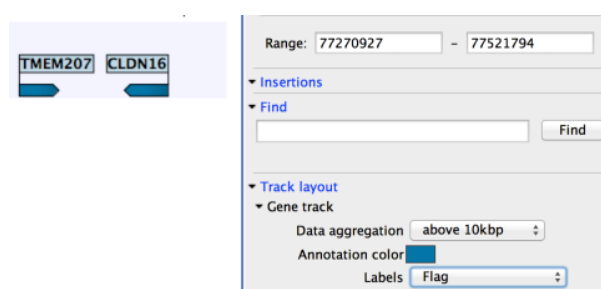 TMEM207 CLDN16
Range: 77270927 - 77521794
Insertions
Find
Find
Track layout
Gene track
Data aggregation above 10kbp
Annotation color
Labels Flag